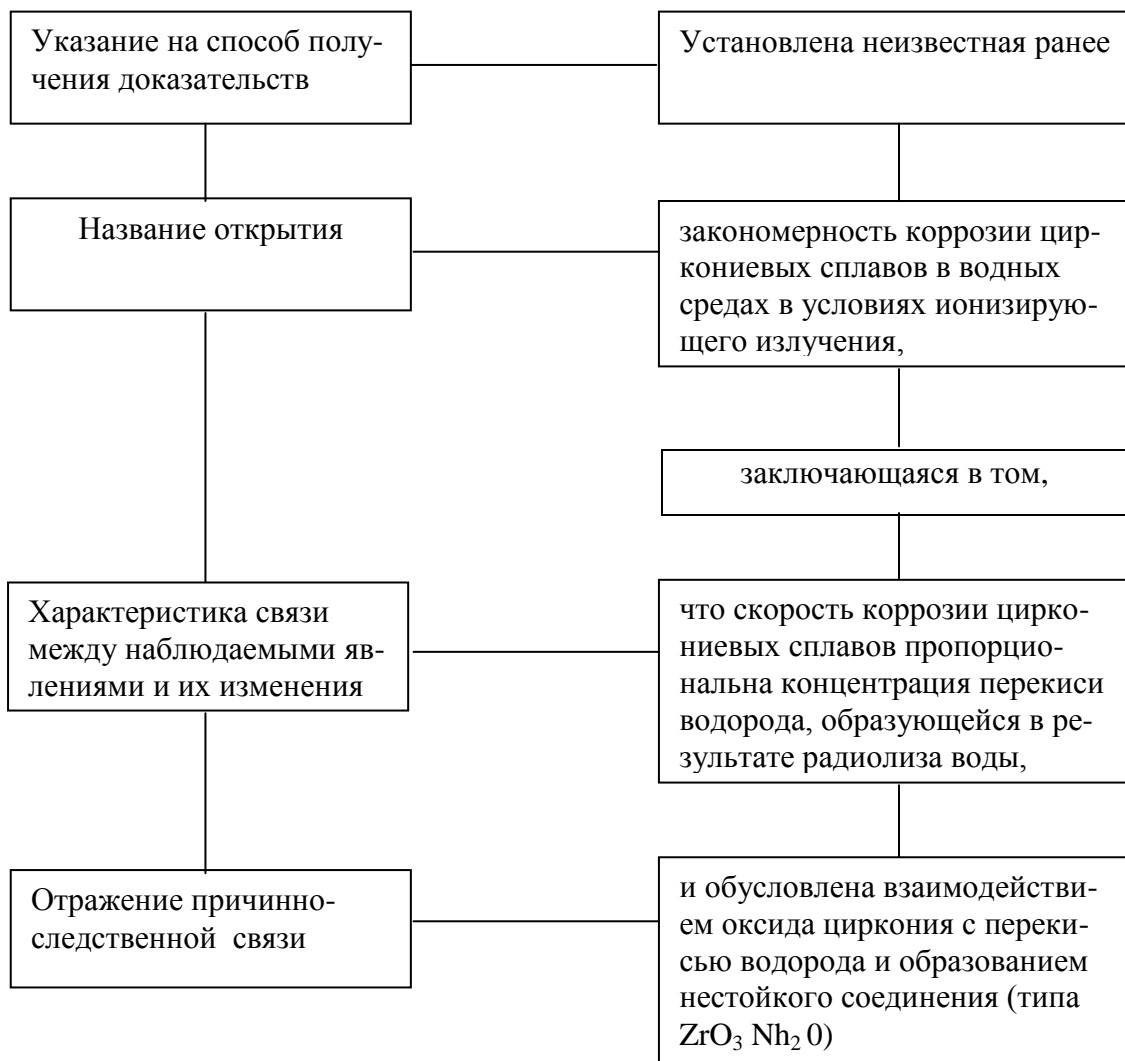 Указание на способ полу-
чения доказательств
Установлена неизвестная ранее
Название открытия
закономерность коррозии цир-
кониевых сплавов в водных
средах в условиях ионизирую-
щего излучения,
заключающаяся в том,
Характеристика связи
между наблюдаемыми яв-
лениями и их изменения
что скорость коррозии цирко-
ниевых сплавов пропорцио-
нальна концентрация перекиси
водорода, образующейся в ре-
зультате радиолиза воды,
Отражение причинно-
следственной связи
и обусловлена взаимодействи-
ем оксида циркония с переки-
сью водорода и образованием
нестойкого соединения (типа
ZrO₃ Nh₂ 0)